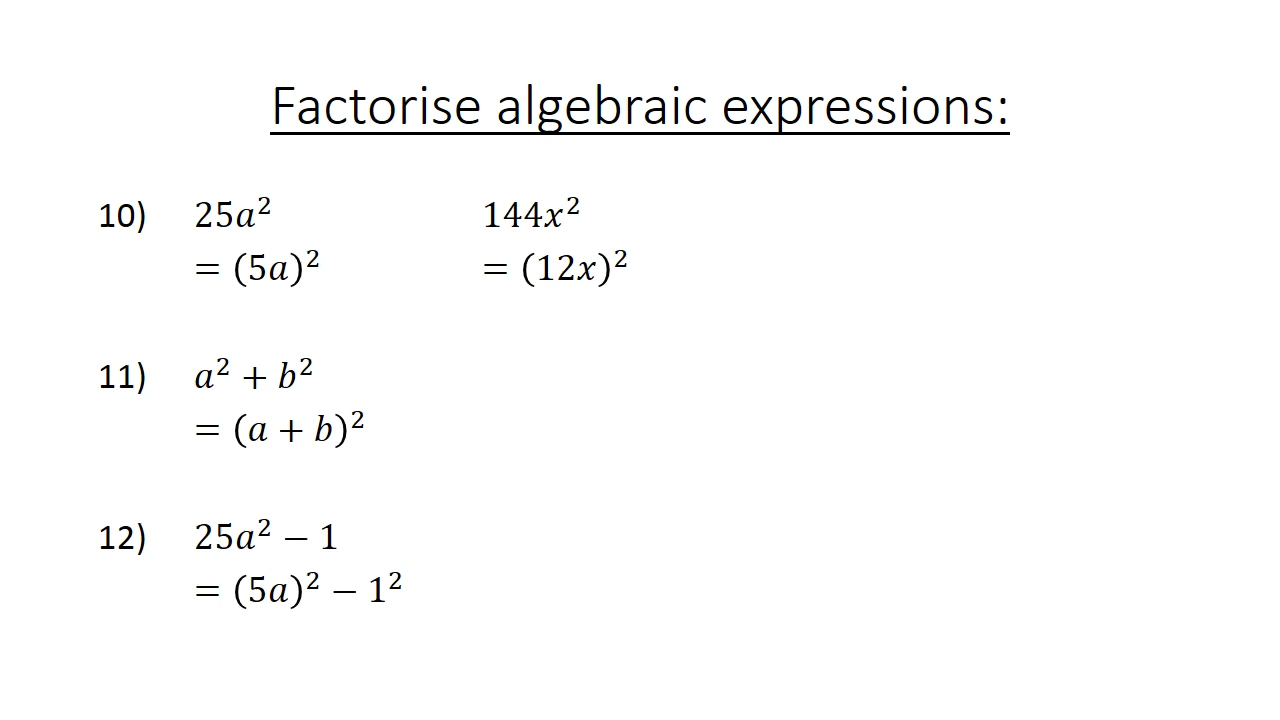 Factorise algebraic expressions:
10) 25a² 144x²
= (5a)² = (12x)²
11) a² + b²
= (a + b)²
12) 25a² − 1
= (5a)² − 1²